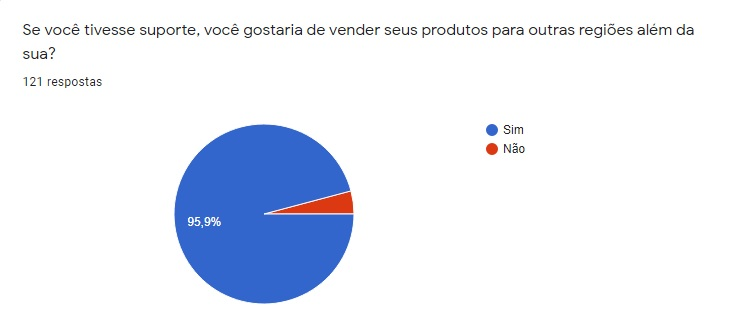 Se você tivesse suporte, você gostaria de vender seus produtos para outras regiões além da
sua?
121 respostas
Sim
Não
95,9%